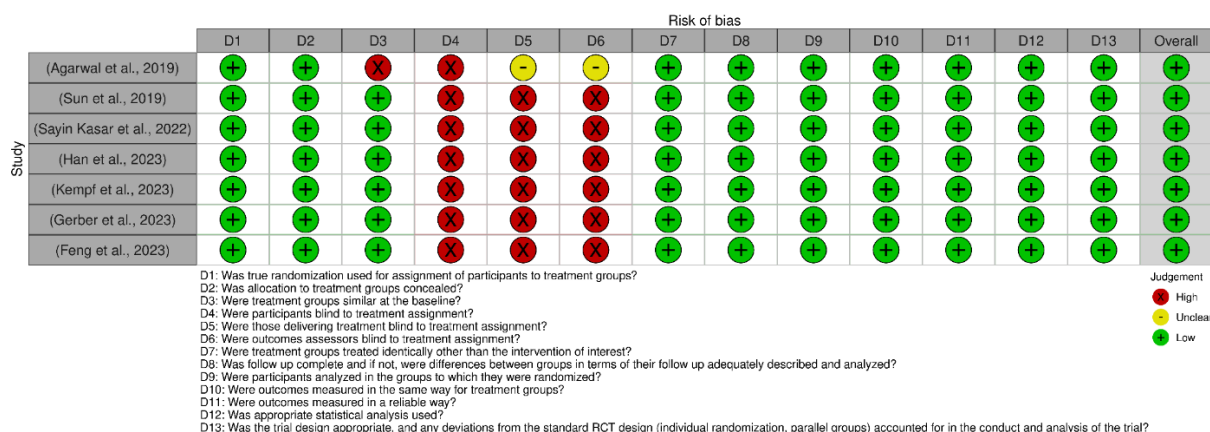 Risk of bias
D1 D2 D3 D4 D5 D6 D7 D8 D9 D10 D11 D12 D13 Overall
Study
(Agarwal et al., 2019) + + X X - - + + + + + + + +
(Sun et al., 2019) + + + X X X + + + + + + + +
(Sayin Kasar et al., 2022) + + + X X X + + + + + + + +
(Han et al., 2023) + + + X X X + + + + + + + +
(Kempf et al., 2023) + + + X X X + + + + + + + +
(Gerber et al., 2023) + + + X X X + + + + + + + +
(Feng et al., 2023) + + + X X X + + + + + + + +
D1: Was true randomization used for assignment of participants to treatment groups?
D2: Was allocation to treatment groups concealed?
D3: Were treatment groups similar at the baseline?
D4: Were participants blind to treatment assignment?
D5: Were those delivering treatment blind to treatment assignment?
D6: Were outcomes assessors blind to treatment assignment?
D7: Were treatment groups treated identically other than the intervention of interest?
D8: Was follow up complete and if not, were differences between groups in terms of their follow up adequately described and analyzed?
D9: Were participants analyzed in the groups to which they were randomized?
D10: Were outcomes measured in the same way for treatment groups?
D11: Were outcomes measured in a reliable way?
D12: Was appropriate statistical analysis used?
D13: Was the trial design appropriate, and any deviations from the standard RCT design (individual randomization, parallel groups) accounted for in the conduct and analysis of the trial?
Judgement
X High
- Unclear
+ Low